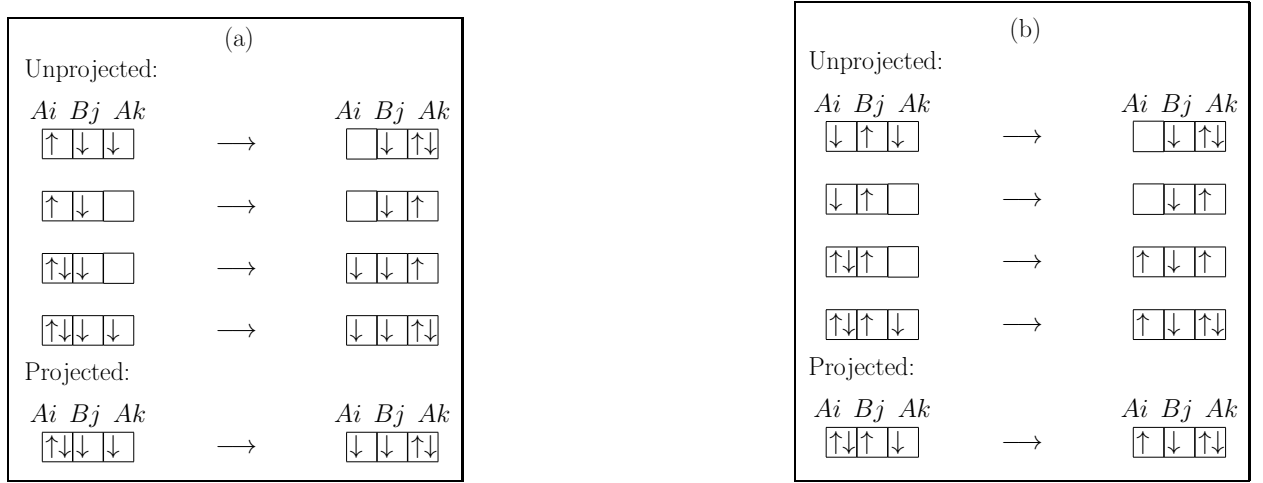 (a)
Unprojected:
Ai Bj Ak Ai Bj Ak
↑ ↓ ↓ ⟶ ↓ ↑↓
↑ ↓ ⟶ ↓ ↑
↑↓ ↓ ⟶ ↓ ↓ ↑
↑↓ ↓ ↓ ⟶ ↓ ↓ ↑↓
Projected:
Ai Bj Ak Ai Bj Ak
↑↓ ↓ ↓ ⟶ ↓ ↓ ↑↓
(b)
Unprojected:
Ai Bj Ak Ai Bj Ak
↓ ↑ ↓ ⟶ ↓ ↑↓
↓ ↑ ⟶ ↓ ↑
↑↓ ↑ ⟶ ↑ ↓ ↑
↑↓ ↑ ↓ ⟶ ↑ ↓ ↑↓
Projected:
Ai Bj Ak Ai Bj Ak
↑↓ ↑ ↓ ⟶ ↑ ↓ ↑↓